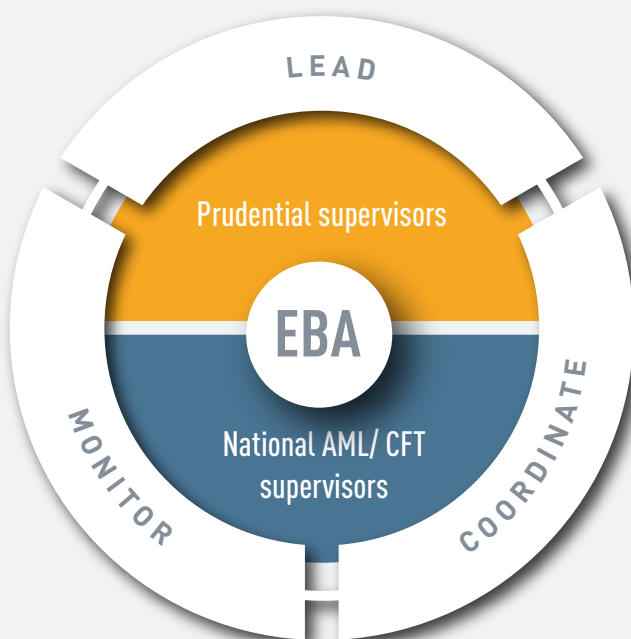 LEAD
Prudential supervisors
EBA
National AML/ CFT
supervisors
MONITOR
COORDINATE